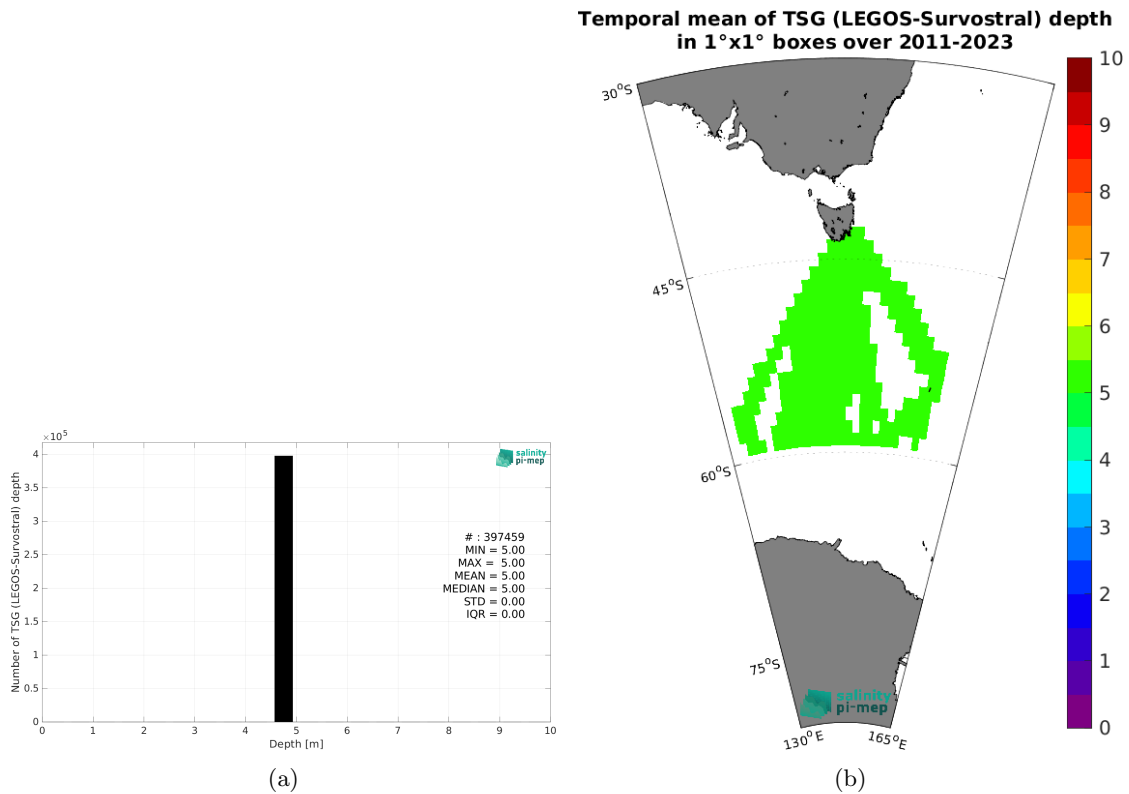 ×10⁵
4
3.5
3
2.5
2
1.5
1
0.5
0
Number of TSG (LEGOS-Survostral) depth
0 1 2 3 4 5 6 7 8 9 10
Depth [m]
salinity
pi-mep
# : 397459
MIN = 5.00
MAX = 5.00
MEAN = 5.00
MEDIAN = 5.00
STD = 0.00
IQR = 0.00
(a)
Temporal mean of TSG (LEGOS-Survostral) depth
in 1°x1° boxes over 2011-2023
30°S
45°S
60°S
75°S
130°E
165°E
salinity
pi-mep
10
9
8
7
6
5
4
3
2
1
0
(b)